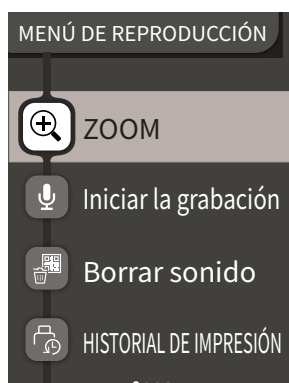 MENÚ DE REPRODUCCIÓN
ZOOM
Iniciar la grabación
Borrar sonido
HISTORIAL DE IMPRESIÓN